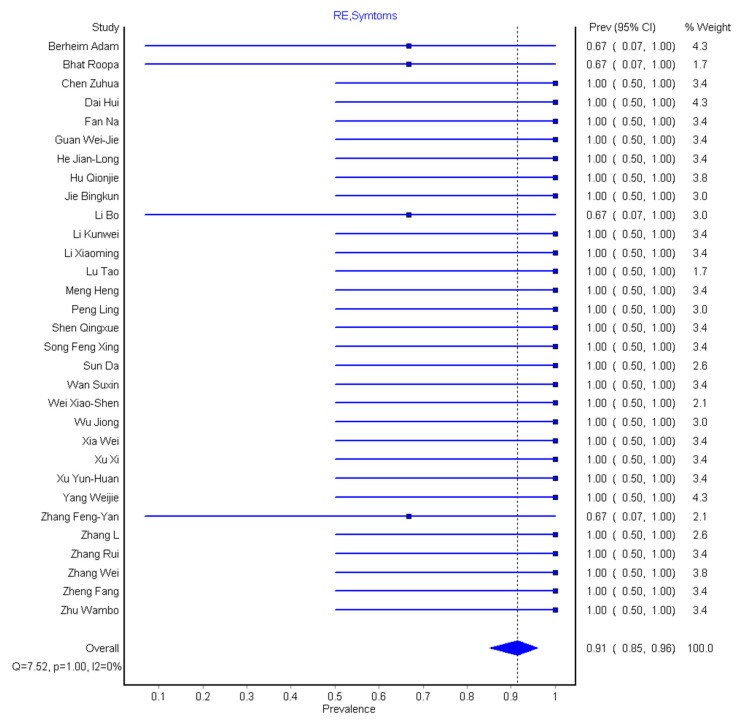 RE,Symtoms
Study Prev (95% CI) % Weight
Berheim Adam 0.67 ( 0.07, 1.00) 4.3
Bhat Roopa 0.67 ( 0.07, 1.00) 1.7
Chen Zuhua 1.00 ( 0.50, 1.00) 3.4
Dai Hui 1.00 ( 0.50, 1.00) 4.3
Fan Na 1.00 ( 0.50, 1.00) 3.4
Guan Wei-Jie 1.00 ( 0.50, 1.00) 3.4
He Jian-Long 1.00 ( 0.50, 1.00) 3.4
Hu Qionjie 1.00 ( 0.50, 1.00) 3.8
Jie Bingkun 1.00 ( 0.50, 1.00) 3.0
Li Bo 0.67 ( 0.07, 1.00) 3.0
Li Kunwei 1.00 ( 0.50, 1.00) 3.4
Li Xiaoming 1.00 ( 0.50, 1.00) 3.4
Lu Tao 1.00 ( 0.50, 1.00) 1.7
Meng Heng 1.00 ( 0.50, 1.00) 3.4
Peng Ling 1.00 ( 0.50, 1.00) 3.0
Shen Qingxue 1.00 ( 0.50, 1.00) 3.4
Song Feng Xing 1.00 ( 0.50, 1.00) 3.4
Sun Da 1.00 ( 0.50, 1.00) 2.6
Wan Suxin 1.00 ( 0.50, 1.00) 3.4
Wei Xiao-Shen 1.00 ( 0.50, 1.00) 2.1
Wu Jiong 1.00 ( 0.50, 1.00) 3.0
Xia Wei 1.00 ( 0.50, 1.00) 3.4
Xu Xi 1.00 ( 0.50, 1.00) 3.4
Xu Yun-Huan 1.00 ( 0.50, 1.00) 3.4
Yang Weijie 1.00 ( 0.50, 1.00) 4.3
Zhang Feng-Yan 0.67 ( 0.07, 1.00) 2.1
Zhang L 1.00 ( 0.50, 1.00) 2.6
Zhang Rui 1.00 ( 0.50, 1.00) 3.4
Zhang Wei 1.00 ( 0.50, 1.00) 3.8
Zheng Fang 1.00 ( 0.50, 1.00) 3.4
Zhu Wambo 1.00 ( 0.50, 1.00) 3.4
Overall 0.91 ( 0.85, 0.96) 100.0
Q=7.52, p=1.00, I2=0%
0.1 0.2 0.3 0.4 0.5 0.6 0.7 0.8 0.9 1
Prevalence